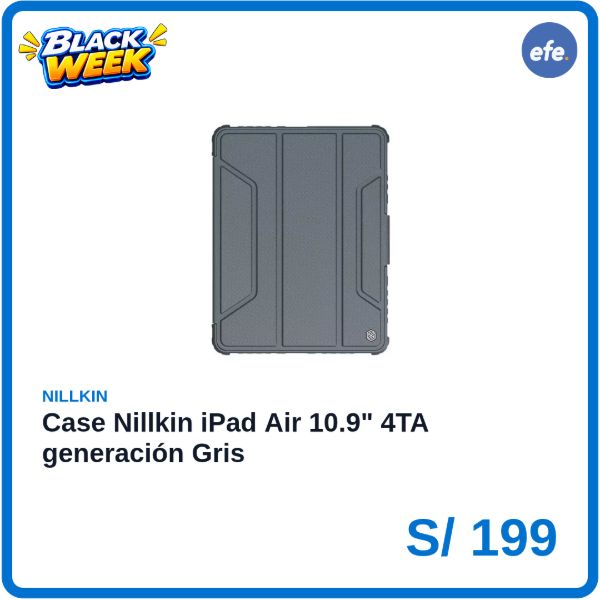 BLACK
WEEK
efe.
NILLKIN
Case Nillkin iPad Air 10.9" 4TA
generación Gris
S/ 199